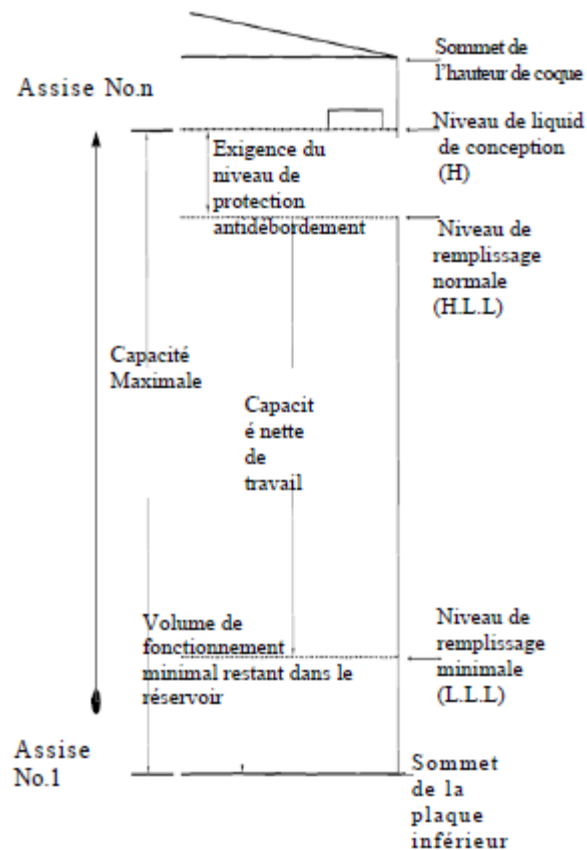 Sommet de
l'hauteur de coque
Assise No.n
Niveau de liquid
de conception
(H)
Exigence du
niveau de
protection
antidébordement
Niveau de
remplissage
normale
(H.L.L)
Capacité
Maximale
Capacit
é nette
de
travail
Volume de
fonctionnement
minimal restant dans le
réservoir
Niveau de
remplissage
minimale
(L.L.L)
Assise
No.1
Sommet
de la
plaque
inférieur